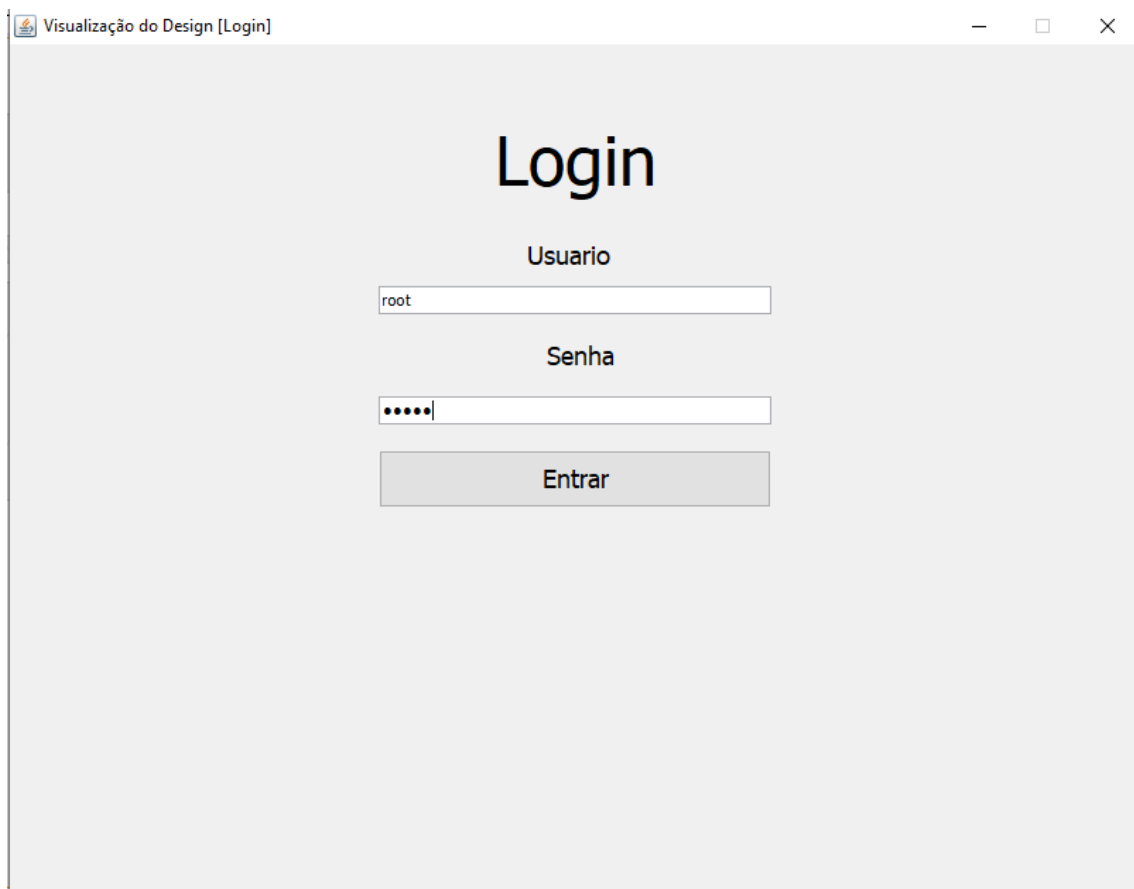 Visualização do Design [Login]
Login
Usuario
root
Senha
•••••
Entrar